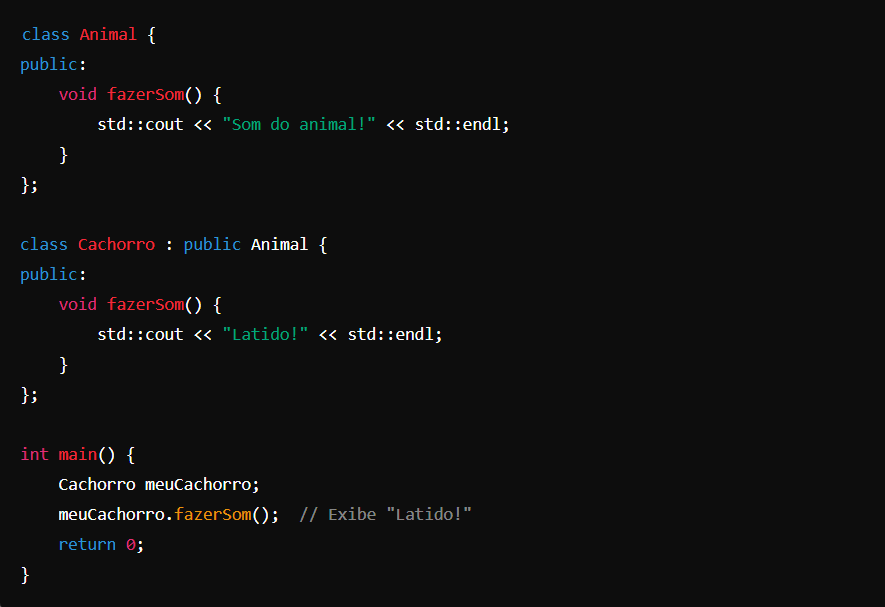 class Animal {
public:
    void fazerSom() {
        std::cout << "Som do animal!" << std::endl;
    }
};

class Cachorro : public Animal {
public:
    void fazerSom() {
        std::cout << "Latido!" << std::endl;
    }
};

int main() {
    Cachorro meuCachorro;
    meuCachorro.fazerSom();  // Exibe "Latido!"
    return 0;
}